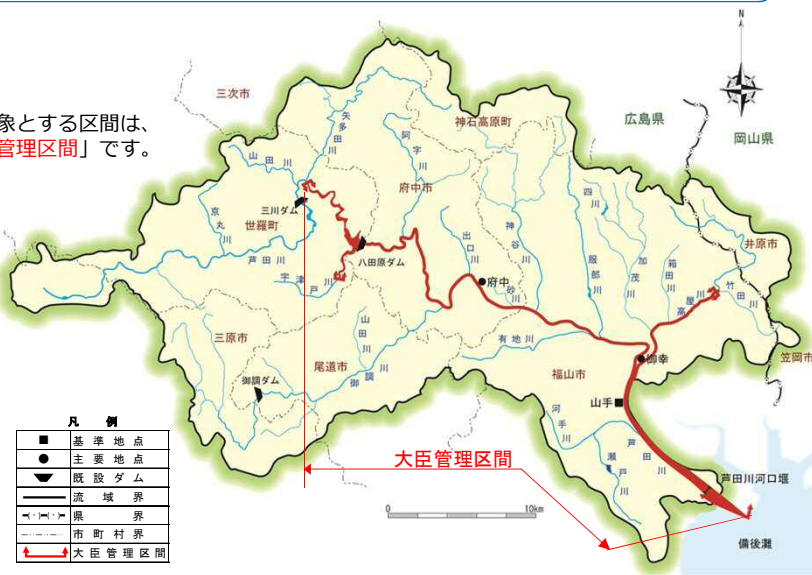 象とする区間は、
管理区間」です。
N
三次市
神石高原町
広島県
岡山県
矢多田川
阿字川
山田川
府中市
四川
京丸川
三川ダム
世羅町
神谷川
井原市
出口川
服部川
加茂川
箱田川
芦田川
八田原ダム
宇津戸川
府中
砂川
高屋川
竹田川
三原市
山田川
有地川
尾道市
御調川
御調ダム
福山市
御幸
笠岡市
山手
河手川
瀬戸川
芦田川
大臣管理区間
芦田川河口堰
備後灘
0 10km
凡 例
基準地点
主要地点
既設ダム
流域界
県界
市町村界
大臣管理区間